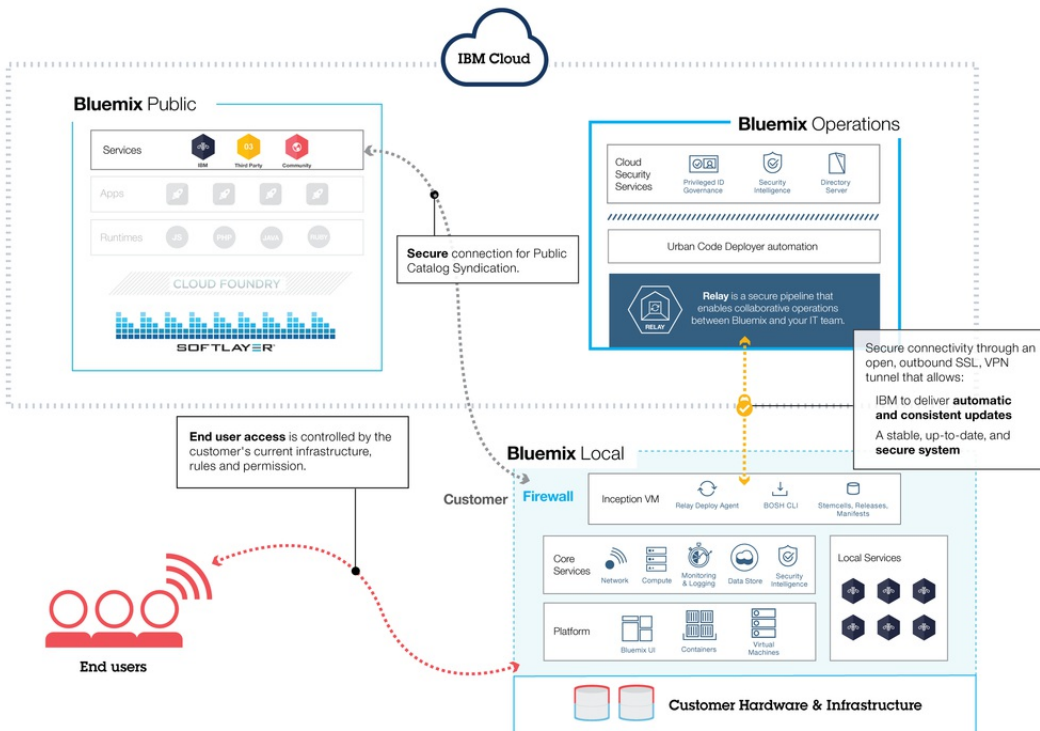 IBM Cloud
Bluemix Public
Services
IBM
03
Third Party
Community
Apps
Runtimes
JS
PHP
JAVA
RUBY
CLOUD FOUNDRY
SOFTLAYER
Secure connection for Public
Catalog Syndication.
Bluemix Operations
Cloud
Security
Services
Privileged ID
Governance
Security
Intelligence
Directory
Server
Urban Code Deployer automation
RELAY
Relay is a secure pipeline that
enables collaborative operations
between Bluemix and your IT team.
Secure connectivity through an
open, outbound SSL, VPN
tunnel that allows:
IBM to deliver automatic
and consistent updates
A stable, up-to-date, and
secure system
End user access is controlled by the
customer's current infrastructure,
rules and permission.
Bluemix Local
Customer Firewall
Inception VM
Relay Deploy Agent
BOSH CLI
Stemcells, Releases,
Manifests
Core
Services
Network
Compute
Monitoring
& Logging
Data Store
Security
Intelligence
Local Services
Platform
Bluemix UI
Containers
Virtual
Machines
End users
Customer Hardware & Infrastructure